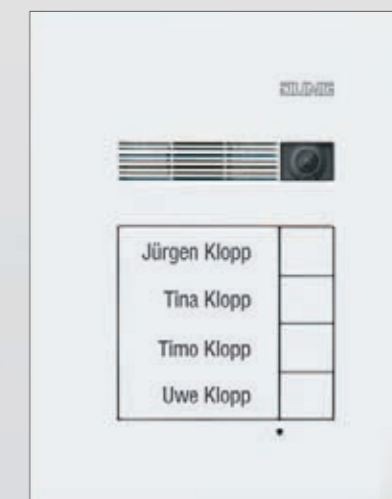 JUNG
Jürgen Klopp
Tina Klopp
Timo Klopp
Uwe Klopp